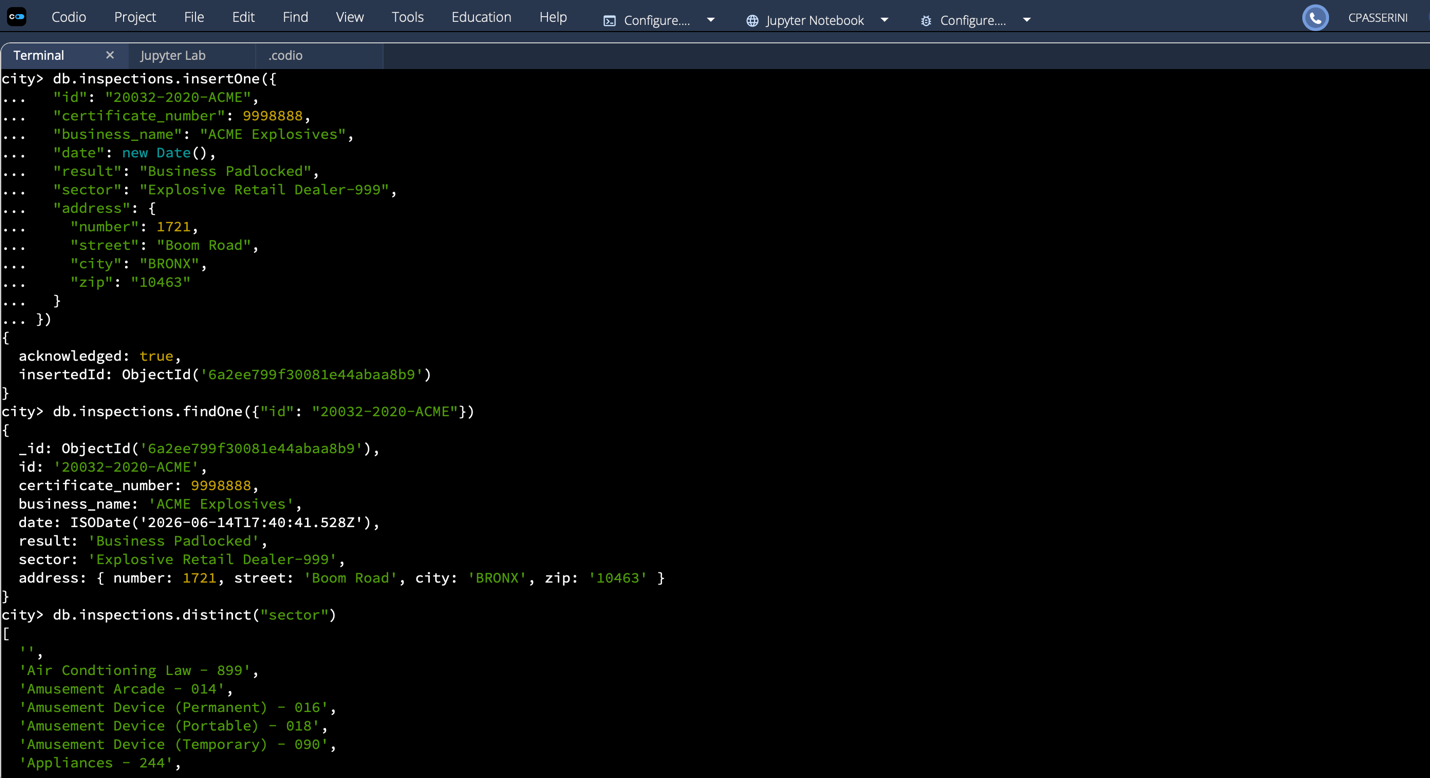 Codio Project File Edit Find View Tools Education Help Configure.... Jupyter Notebook Configure.... CPASSERINI
Terminal × Jupyter Lab .codio
city> db.inspections.insertOne({
...   "id": "20032-2020-ACME",
...   "certificate_number": 9998888,
...   "business_name": "ACME Explosives",
...   "date": new Date(),
...   "result": "Business Padlocked",
...   "sector": "Explosive Retail Dealer-999",
...   "address": {
...     "number": 1721,
...     "street": "Boom Road",
...     "city": "BRONX",
...     "zip": "10463"
...   }
... })
{
  acknowledged: true,
  insertedId: ObjectId('6a2ee799f30081e44abaa8b9')
}
city> db.inspections.findOne({"id": "20032-2020-ACME"})
{
  _id: ObjectId('6a2ee799f30081e44abaa8b9'),
  id: '20032-2020-ACME',
  certificate_number: 9998888,
  business_name: 'ACME Explosives',
  date: ISODate('2026-06-14T17:40:41.528Z'),
  result: 'Business Padlocked',
  sector: 'Explosive Retail Dealer-999',
  address: { number: 1721, street: 'Boom Road', city: 'BRONX', zip: '10463' }
}
city> db.inspections.distinct("sector")
[
  '',
  'Air Condtioning Law - 899',
  'Amusement Arcade - 014',
  'Amusement Device (Permanent) - 016',
  'Amusement Device (Portable) - 018',
  'Amusement Device (Temporary) - 090',
  'Appliances - 244',